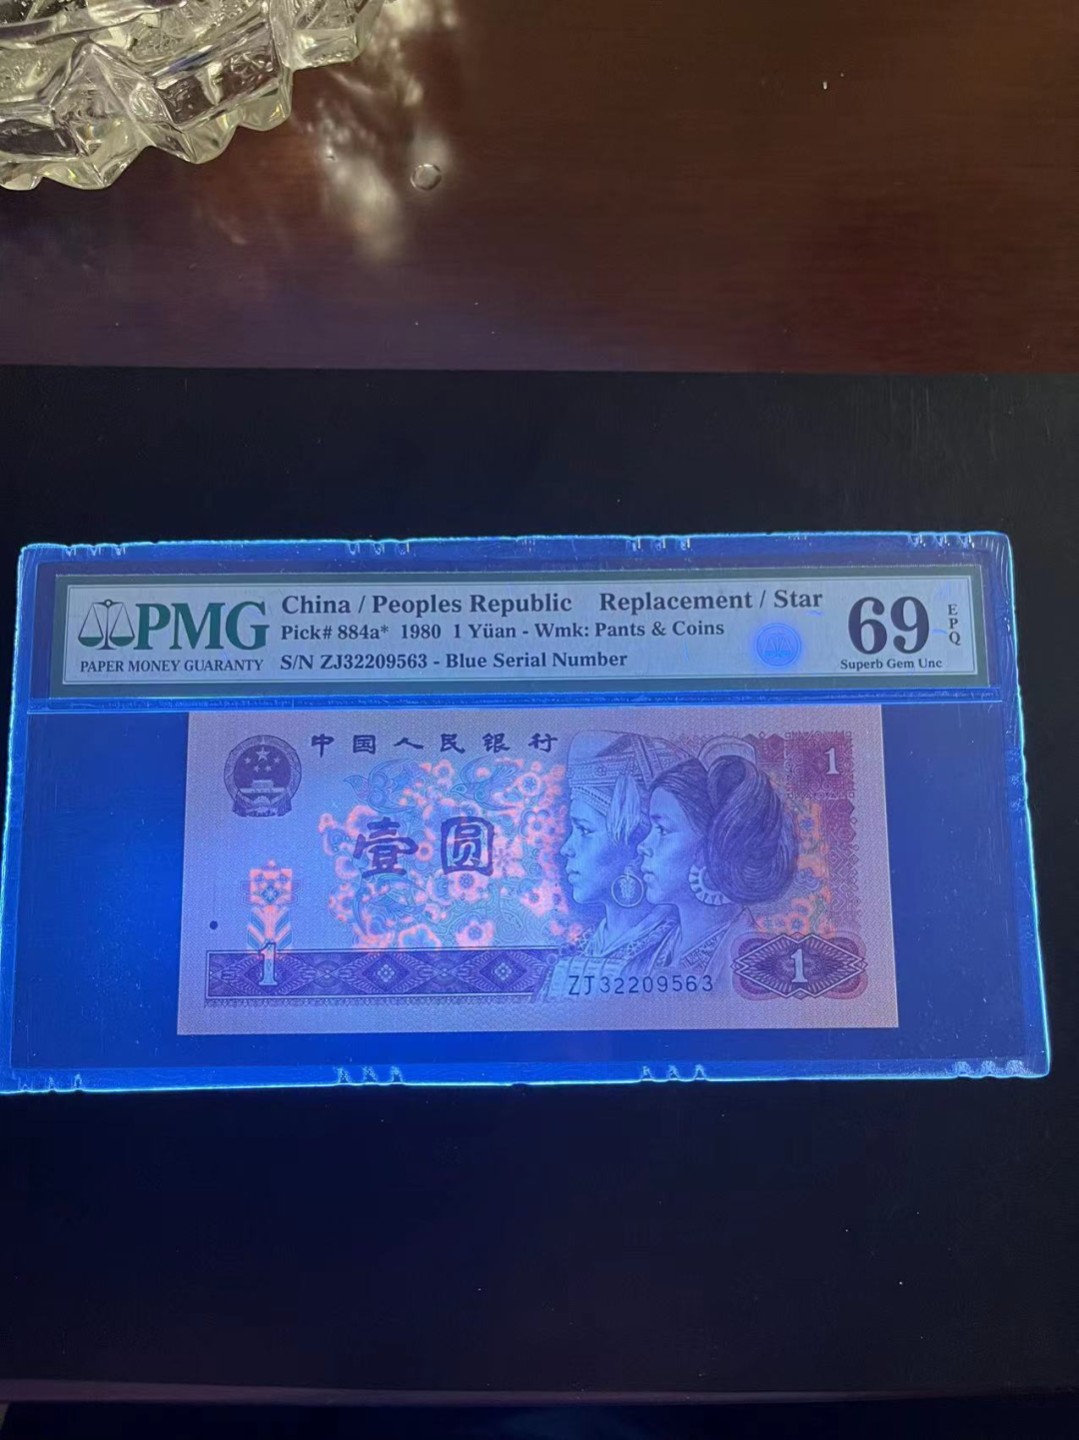 PMG
PAPER MONEY GUARANTY
China / Peoples Republic Replacement / Star
Pick# 884a* 1980 1 Yüan - Wmk: Pants & Coins
S/N ZJ32209563 - Blue Serial Number
69
Superb Gem Unc
EPQ
中国人民银行
1
壹圆
1
ZJ32209563
1